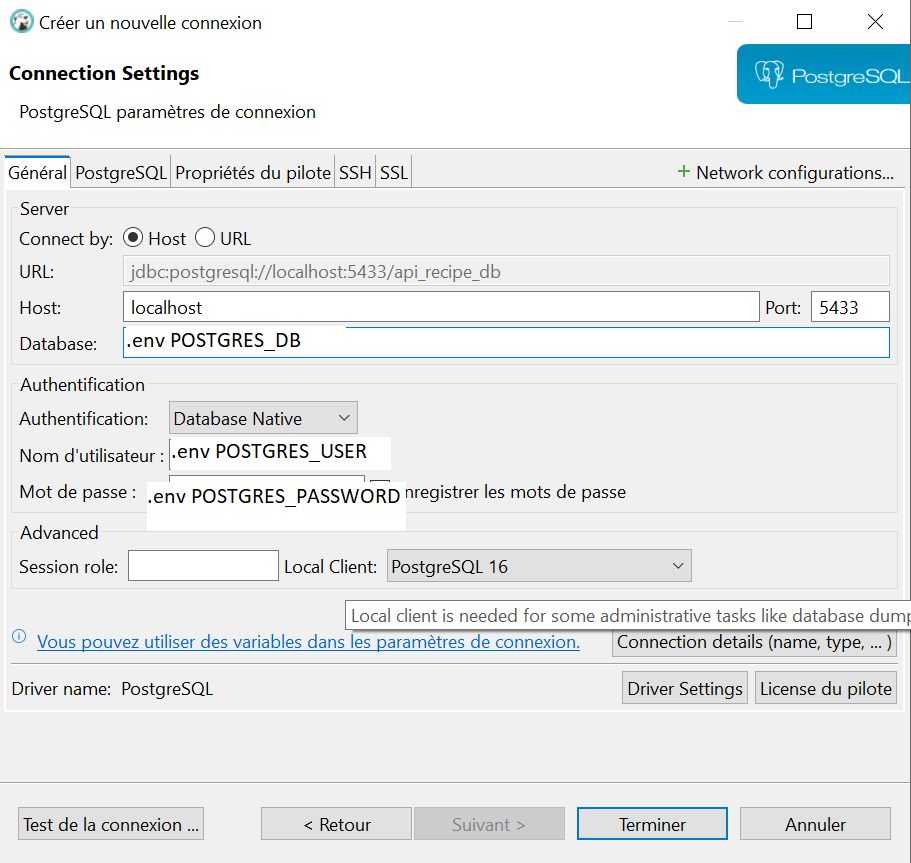 Créer un nouvelle connexion
Connection Settings
PostgreSQL paramètres de connexion
PostgreSQL
Général PostgreSQL Propriétés du pilote SSH SSL + Network configurations...
Server
Connect by: Host URL
URL: jdbc:postgresql://localhost:5433/api_recipe_db
Host: localhost Port: 5433
Database: .env POSTGRES_DB
Authentification
Authentification: Database Native
Nom d'utilisateur : .env POSTGRES_USER
Mot de passe : .env POSTGRES_PASSWORD nregistrer les mots de passe
Advanced
Session role: Local Client: PostgreSQL 16
Local client is needed for some administrative tasks like database dump
Vous pouvez utiliser des variables dans les paramètres de connexion. Connection details (name, type, ... )
Driver name: PostgreSQL Driver Settings License du pilote
Test de la connexion ... < Retour Suivant > Terminer Annuler